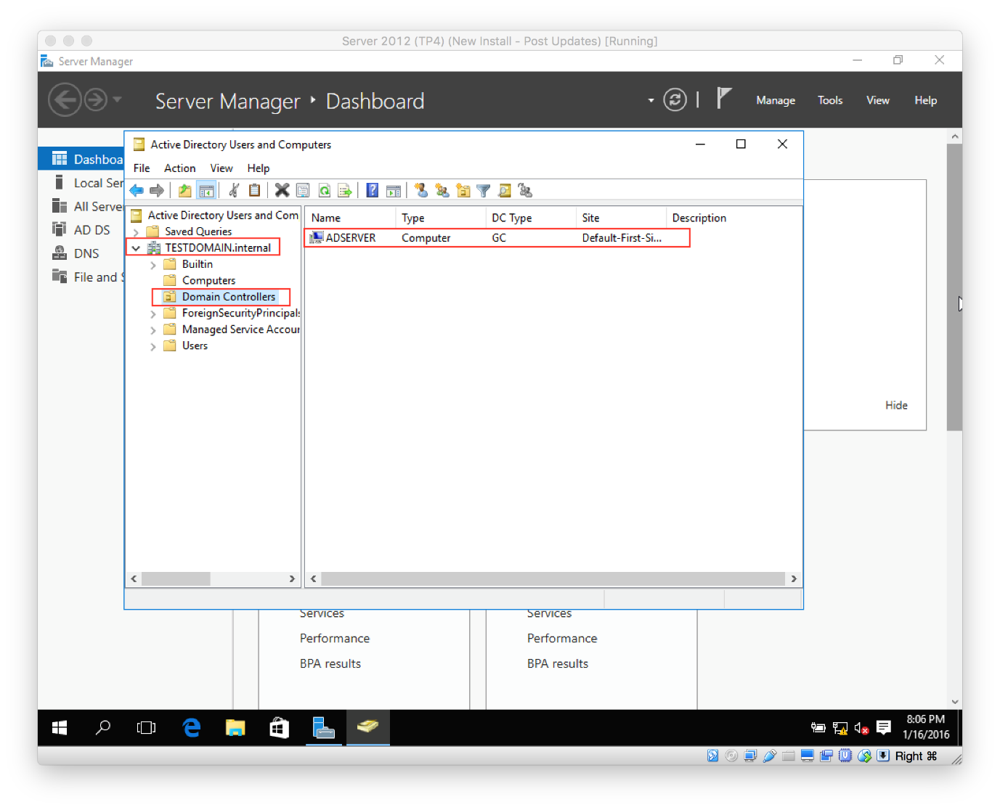 Server 2012 (TP4) (New Install - Post Updates) [Running]
Server Manager
Server Manager ‣ Dashboard
Manage Tools View Help
Active Directory Users and Computers
File Action View Help
Dashboa
Local Ser
All Serve
AD DS
DNS
File and S
Active Directory Users and Com
Saved Queries
TESTDOMAIN.internal
Builtin
Computers
Domain Controllers
ForeignSecurityPrincipals
Managed Service Accour
Users
Name Type DC Type Site Description
ADSERVER Computer GC Default-First-Si...
Hide
Services Services
Performance Performance
BPA results BPA results
8:06 PM
1/16/2016
Right ⌘